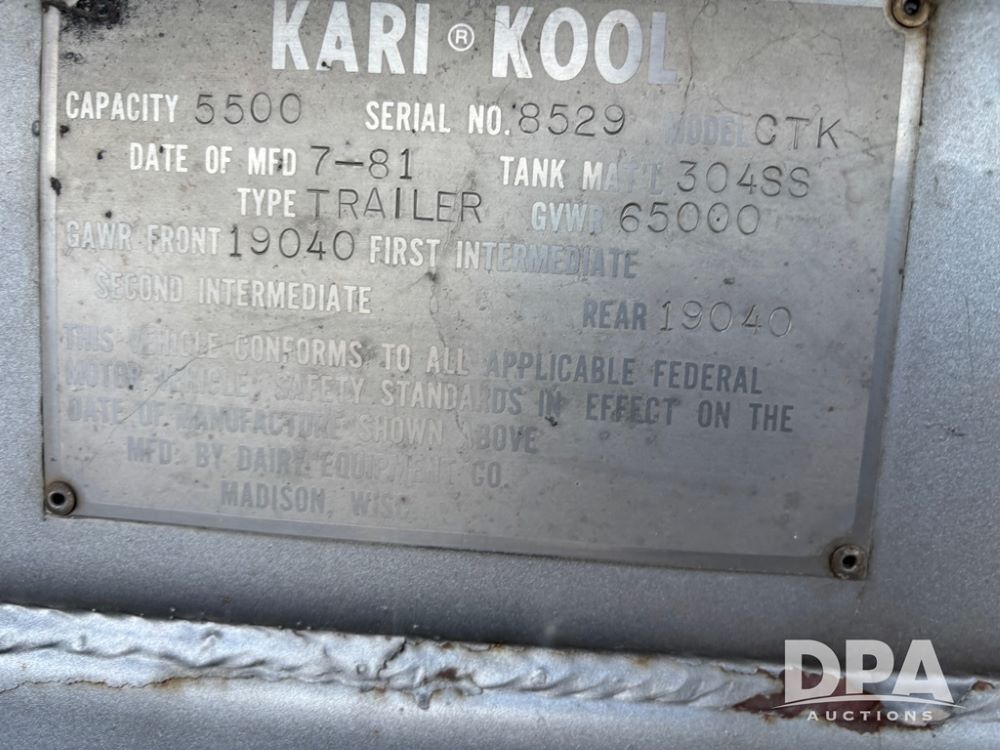 KARI ® KOOL
CAPACITY 5500 SERIAL NO. 8529 MODEL CTK
DATE OF MFD 7-81 TANK MAT'L 304SS
TYPE TRAILER GVWR 65000
GAWR FRONT 19040 FIRST INTERMEDIATE
SECOND INTERMEDIATE REAR 19040
THIS VEHICLE CONFORMS TO ALL APPLICABLE FEDERAL
MOTOR VEHICLE SAFETY STANDARDS IN EFFECT ON THE
DATE OF MANUFACTURE SHOWN ABOVE
MFD. BY DAIRY EQUIPMENT CO.
MADISON, WISC.
DPA
AUCTIONS